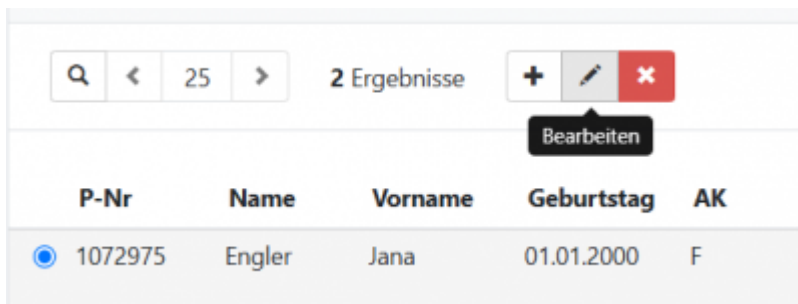 25 2 Ergebnisse
Bearbeiten
P-Nr Name Vorname Geburtstag AK
1072975 Engler Jana 01.01.2000 F